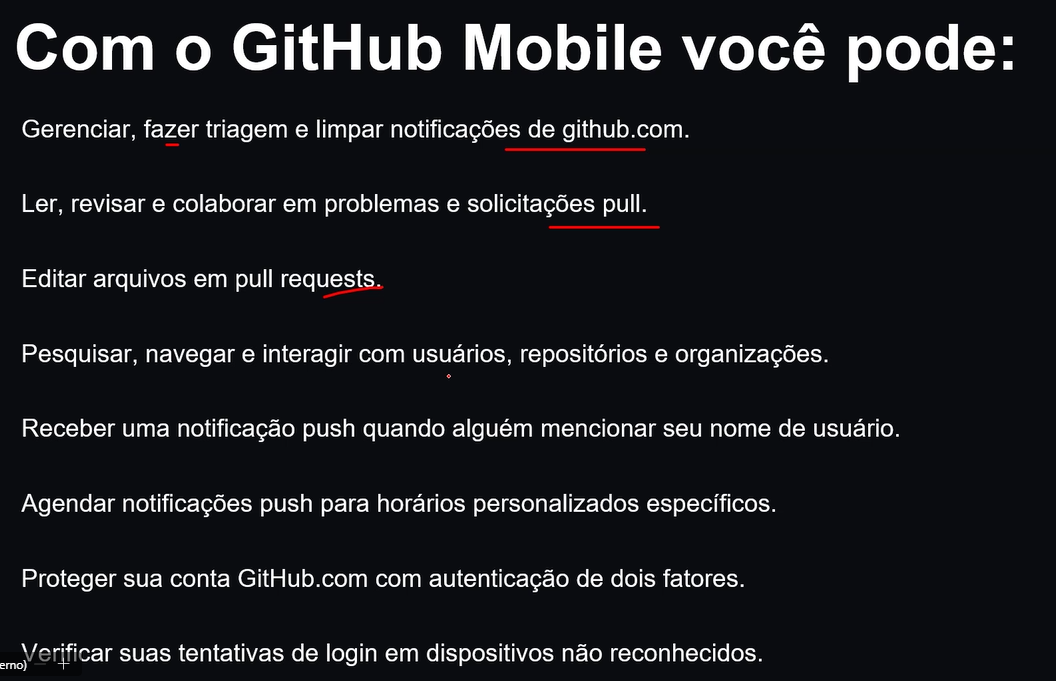 Com o GitHub Mobile você pode:
Gerenciar, fazer triagem e limpar notificações de github.com.
Ler, revisar e colaborar em problemas e solicitações pull.
Editar arquivos em pull requests.
Pesquisar, navegar e interagir com usuários, repositórios e organizações.
Receber uma notificação push quando alguém mencionar seu nome de usuário.
Agendar notificações push para horários personalizados específicos.
Proteger sua conta GitHub.com com autenticação de dois fatores.
Verificar suas tentativas de login em dispositivos não reconhecidos.
erno)